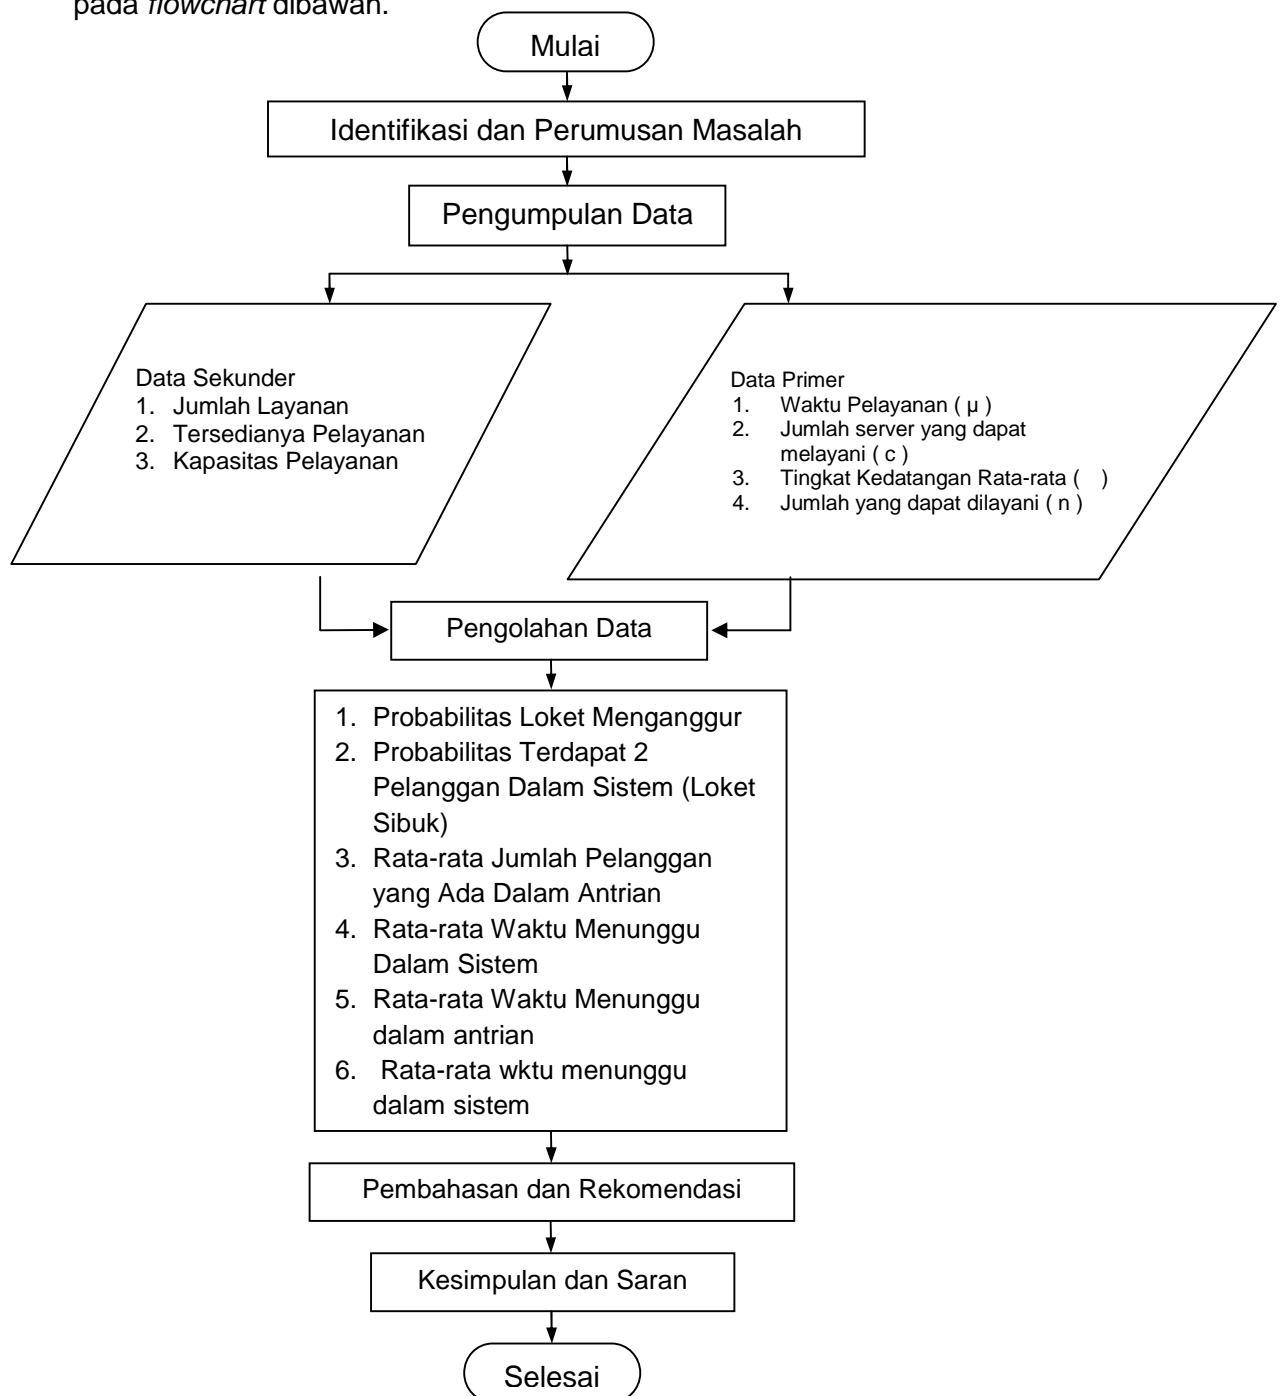 pada flowchart dibawah.
Mulai
Identifikasi dan Perumusan Masalah
Pengumpulan Data
Data Sekunder
1. Jumlah Layanan
2. Tersedianya Pelayanan
3. Kapasitas Pelayanan
Data Primer
1. Waktu Pelayanan ( µ )
2. Jumlah server yang dapat
melayani ( c )
3. Tingkat Kedatangan Rata-rata (   )
4. Jumlah yang dapat dilayani ( n )
Pengolahan Data
1. Probabilitas Loket Menganggur
2. Probabilitas Terdapat 2
Pelanggan Dalam Sistem (Loket
Sibuk)
3. Rata-rata Jumlah Pelanggan
yang Ada Dalam Antrian
4. Rata-rata Waktu Menunggu
Dalam Sistem
5. Rata-rata Waktu Menunggu
dalam antrian
6. Rata-rata wktu menunggu
dalam sistem
Pembahasan dan Rekomendasi
Kesimpulan dan Saran
Selesai